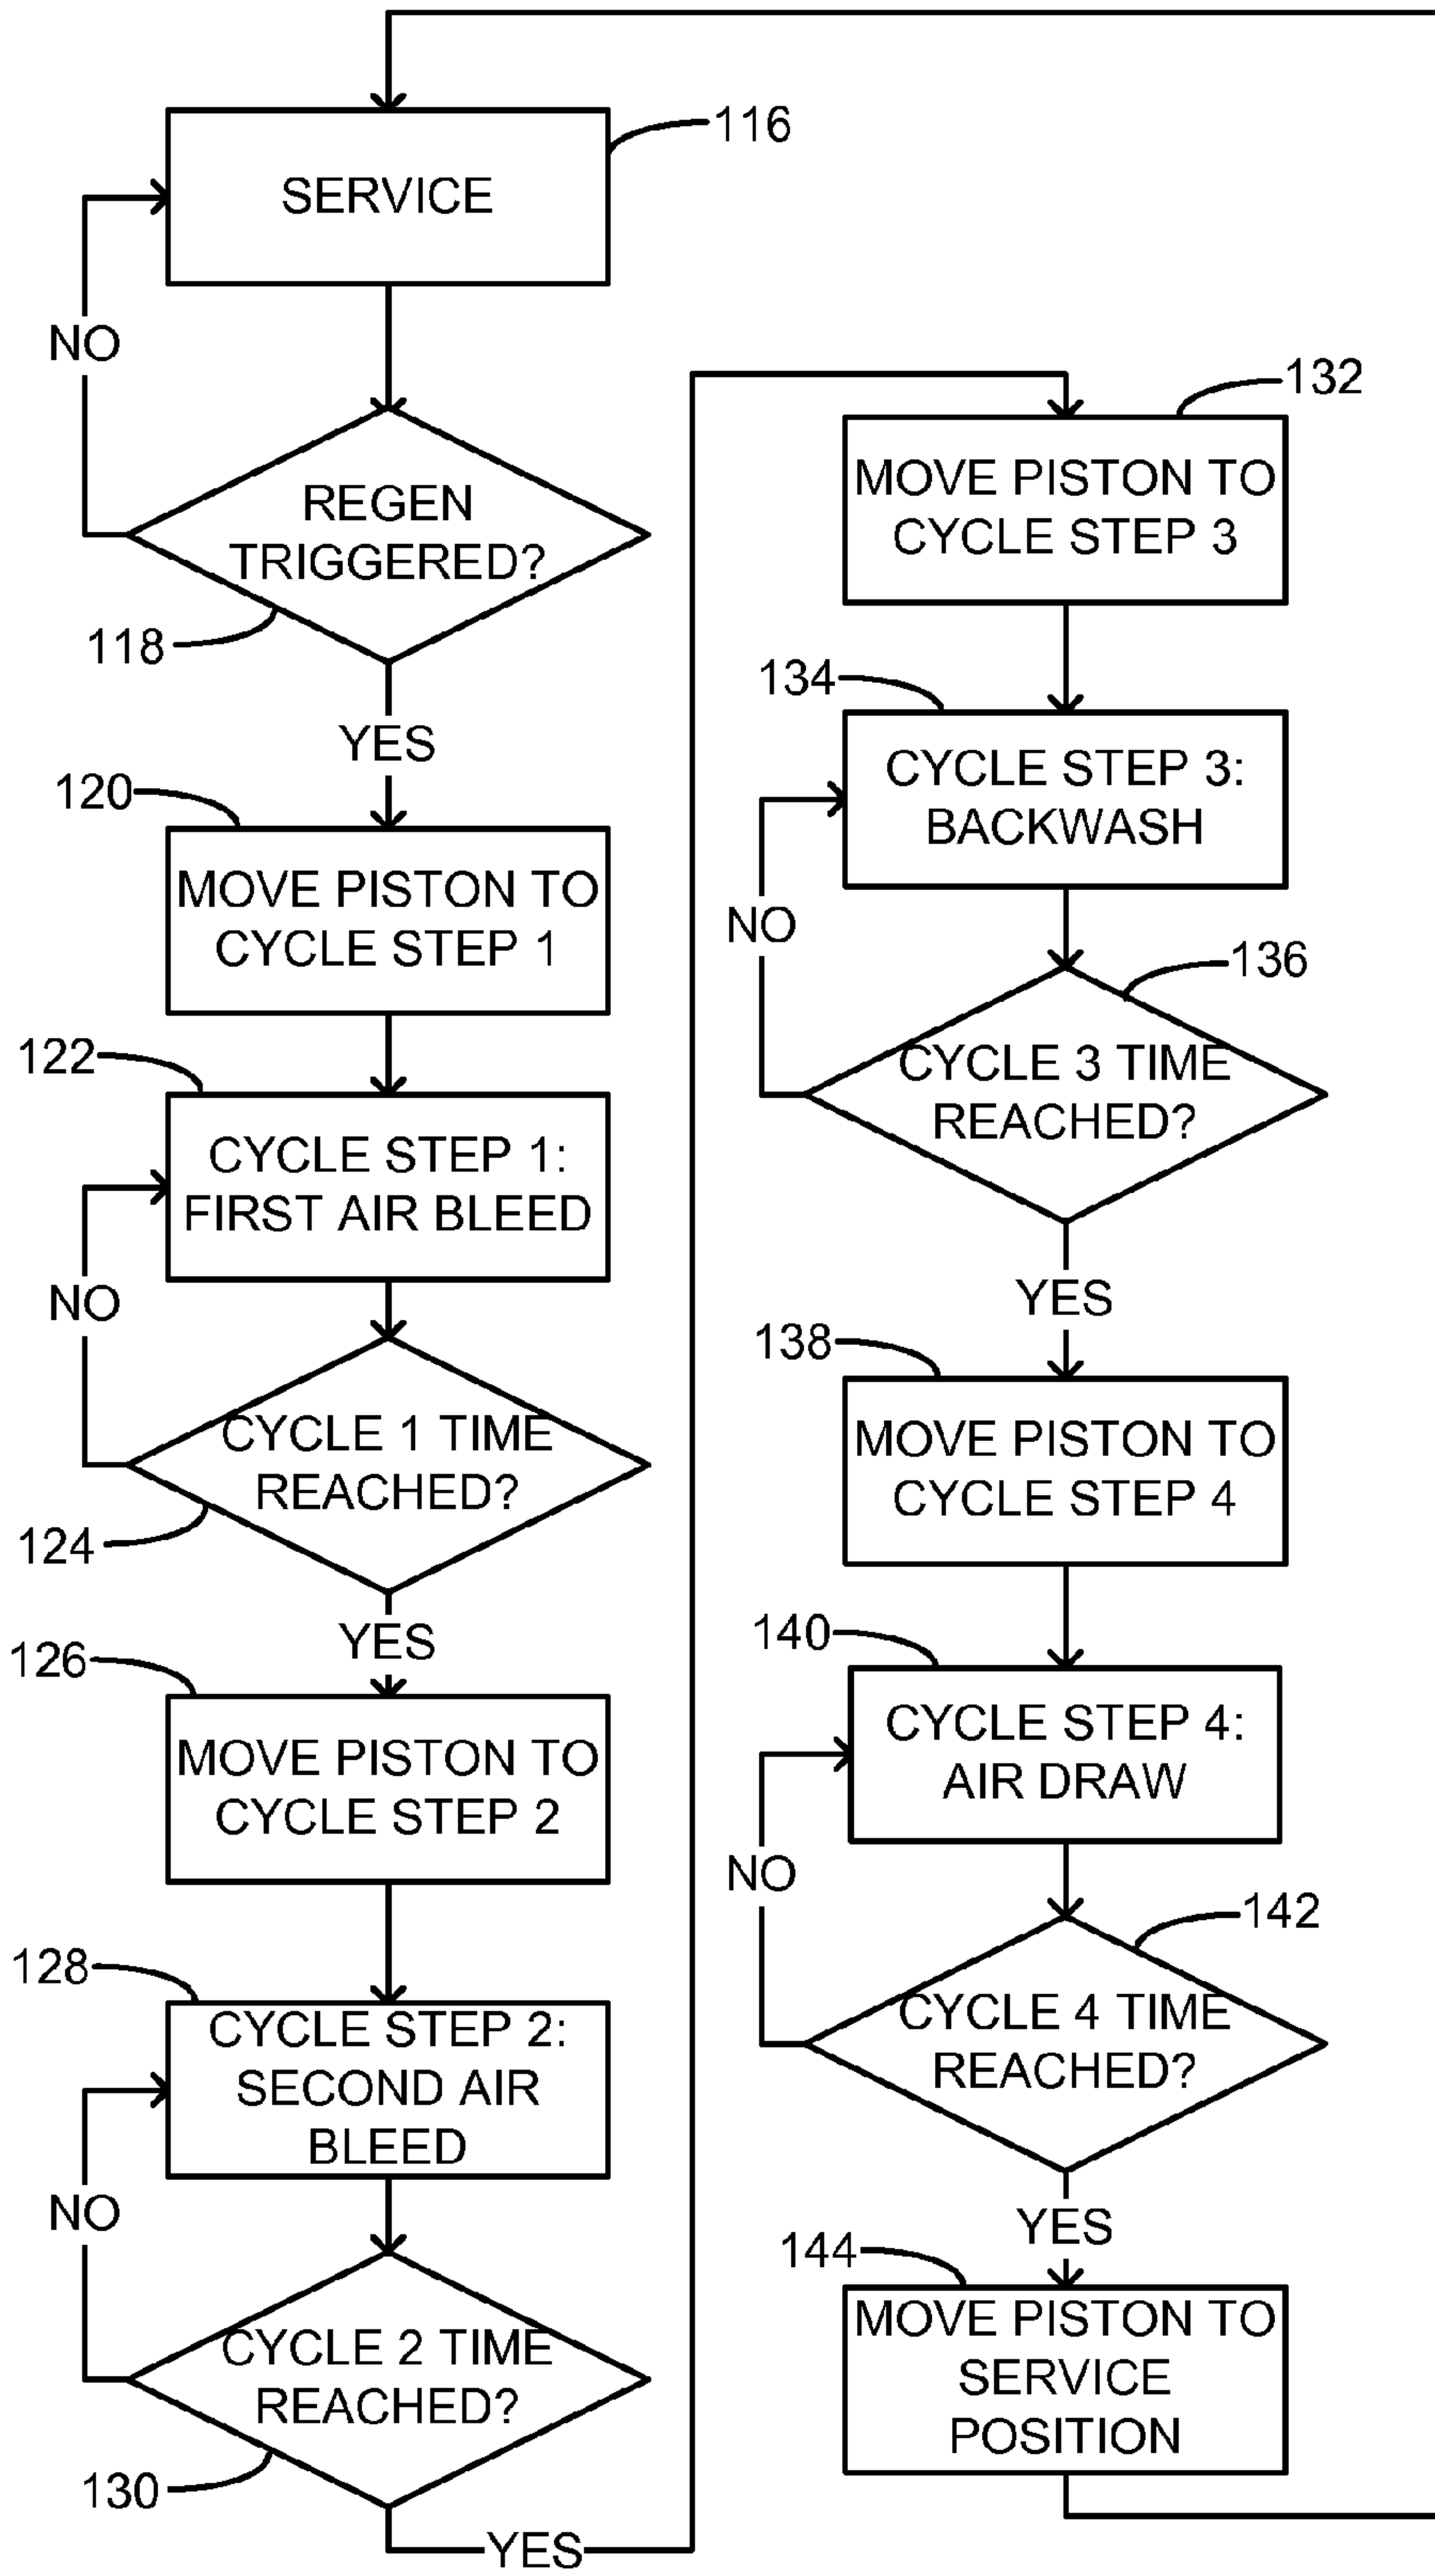 116
SERVICE
NO
REGEN
TRIGGERED?
118
YES
120
MOVE PISTON TO
CYCLE STEP 1
122
CYCLE STEP 1:
FIRST AIR BLEED
NO
CYCLE 1 TIME
REACHED?
124
YES
126
MOVE PISTON TO
CYCLE STEP 2
128
CYCLE STEP 2:
SECOND AIR
BLEED
NO
CYCLE 2 TIME
REACHED?
130
YES
132
MOVE PISTON TO
CYCLE STEP 3
134
CYCLE STEP 3:
BACKWASH
NO
136
CYCLE 3 TIME
REACHED?
YES
138
MOVE PISTON TO
CYCLE STEP 4
140
CYCLE STEP 4:
AIR DRAW
NO
142
CYCLE 4 TIME
REACHED?
YES
144
MOVE PISTON TO
SERVICE
POSITION